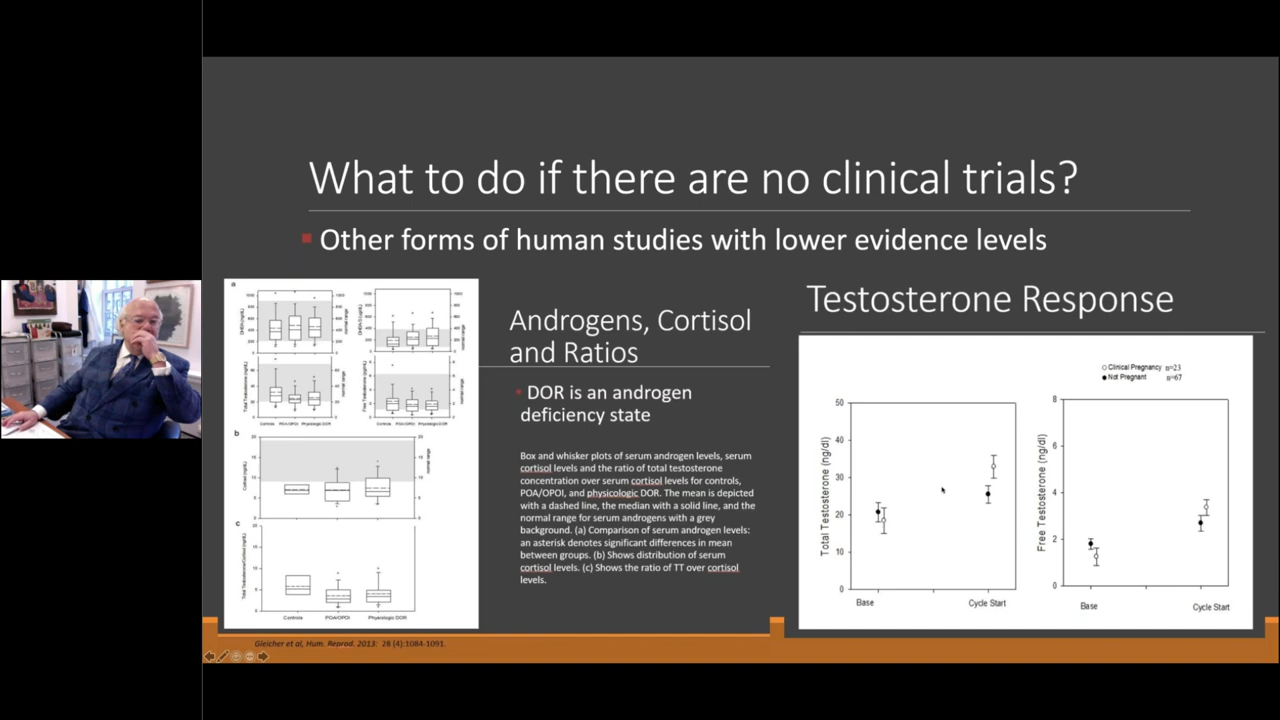 What to do if there are no clinical trials?
Other forms of human studies with lower evidence levels
Androgens, Cortisol
and Ratios
DOR is an androgen
deficiency state
Box and whisker plots of serum androgen levels, serum
cortisol levels and the ratio of total testosterone
concentration over serum cortisol levels for controls,
POA/OPOI, and physicologic DOR. The mean is depicted
with a dashed line, the median with a solid line, and the
normal range for serum androgens with a grey
background. (a) Comparison of serum androgen levels:
an asterisk denotes significant differences in mean
between groups. (b) Shows distribution of serum
cortisol levels. (c) Shows the ratio of TT over cortisol
levels.
Gleicher et al, Hum. Reprod. 2013: 28 (4):1084-1091.
a
b
c
Controls POA/OPOI Physiologic DOR
Testosterone Response
Clinical Pregnancy n=23
Not Pregnant n=67
Total Testosterone (ng/dl)
50
40
30
20
10
0
Base
Cycle Start
Free Testosterone (ng/dl)
8
6
4
2
0
Base
Cycle Start